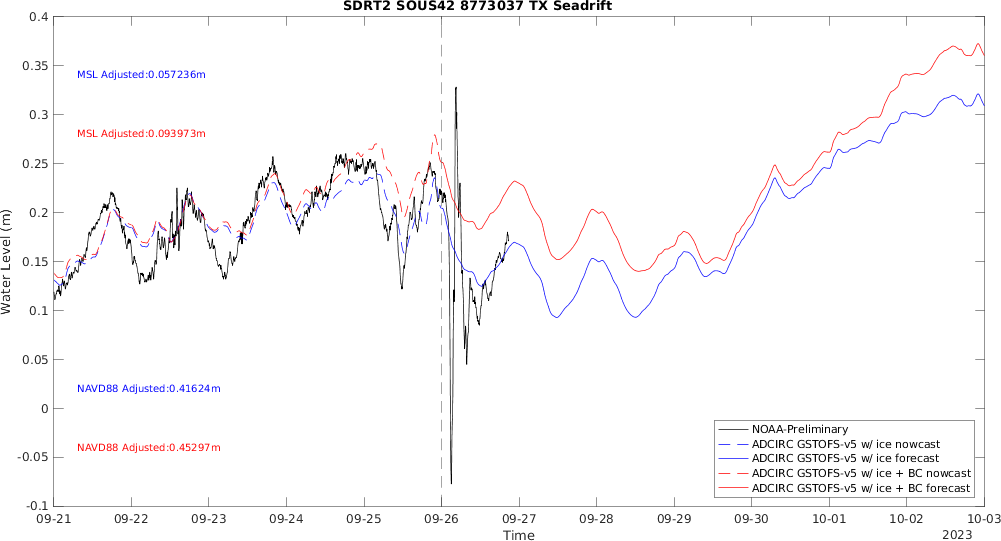 SDRT2 SOUS42 8773037 TX Seadrift
0.4
0.35
0.3
0.25
0.2
0.15
0.1
0.05
0
-0.05
-0.1
Water Level (m)
MSL Adjusted:0.057236m
MSL Adjusted:0.093973m
NAVD88 Adjusted:0.41624m
NAVD88 Adjusted:0.45297m
NOAA-Preliminary
ADCIRC GSTOFS-v5 w/ ice nowcast
ADCIRC GSTOFS-v5 w/ ice forecast
ADCIRC GSTOFS-v5 w/ ice + BC nowcast
ADCIRC GSTOFS-v5 w/ ice + BC forecast
09-21 09-22 09-23 09-24 09-25 09-26 09-27 09-28 09-29 09-30 10-01 10-02 10-03
Time
2023